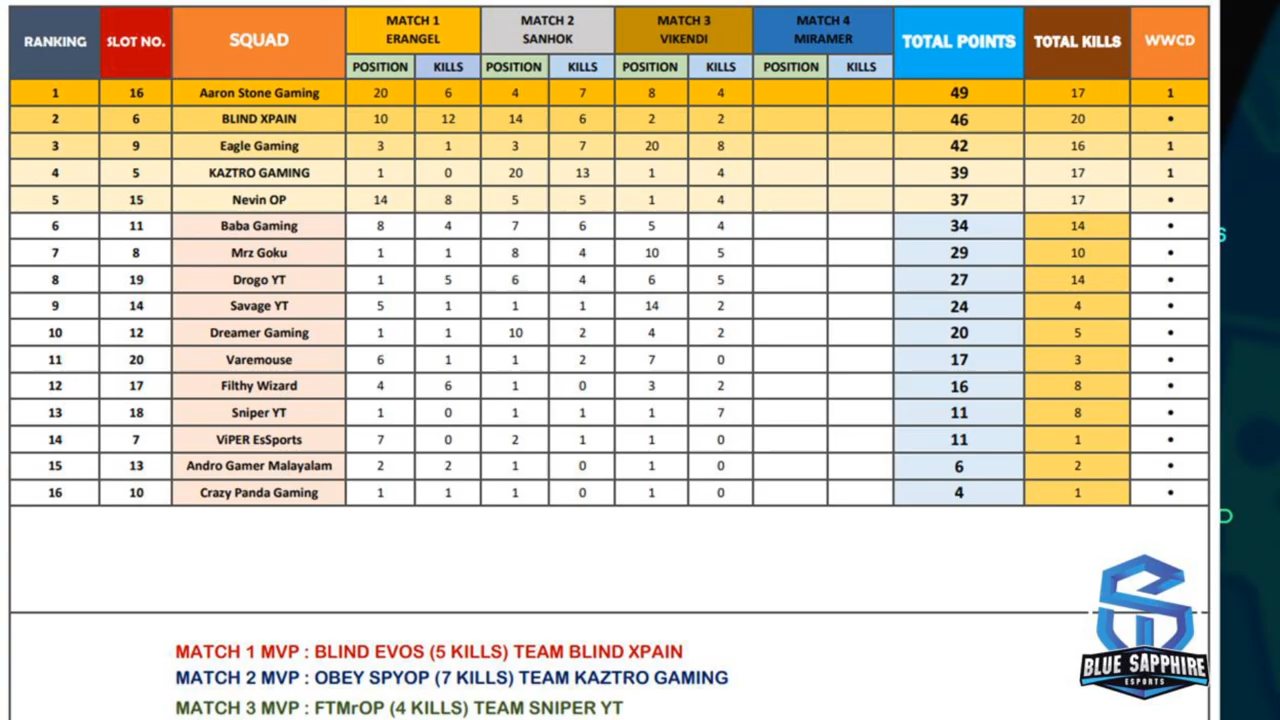 RANKING SLOT NO. SQUAD MATCH 1 ERANGEL MATCH 2 SANHOK MATCH 3 VIKENDI MATCH 4 MIRAMER TOTAL POINTS TOTAL KILLS WWCD
POSITION KILLS POSITION KILLS POSITION KILLS POSITION KILLS
1 16 Aaron Stone Gaming 20 6 4 7 8 4 49 17 1
2 6 BLIND XPAIN 10 12 14 6 2 2 46 20 •
3 9 Eagle Gaming 3 1 3 7 20 8 42 16 1
4 5 KAZTRO GAMING 1 0 20 13 1 4 39 17 1
5 15 Nevin OP 14 8 5 5 1 4 37 17 •
6 11 Baba Gaming 8 4 7 6 5 4 34 14 •
7 8 Mrz Goku 1 1 8 4 10 5 29 10 •
8 19 Drogo YT 1 5 6 4 6 5 27 14 •
9 14 Savage YT 5 1 1 1 14 2 24 4 •
10 12 Dreamer Gaming 1 1 10 2 4 2 20 5 •
11 20 Varemouse 6 1 1 2 7 0 17 3 •
12 17 Filthy Wizard 4 6 1 0 3 2 16 8 •
13 18 Sniper YT 1 0 1 1 1 7 11 8 •
14 7 ViPER EsSports 7 0 2 1 1 0 11 1 •
15 13 Andro Gamer Malayalam 2 2 1 0 1 0 6 2 •
16 10 Crazy Panda Gaming 1 1 1 0 1 0 4 1 •
MATCH 1 MVP : BLIND EVOS (5 KILLS) TEAM BLIND XPAIN
MATCH 2 MVP : OBEY SPYOP (7 KILLS) TEAM KAZTRO GAMING
MATCH 3 MVP : FTMrOP (4 KILLS) TEAM SNIPER YT
BLUE SAPPHIRE
ESPORTS